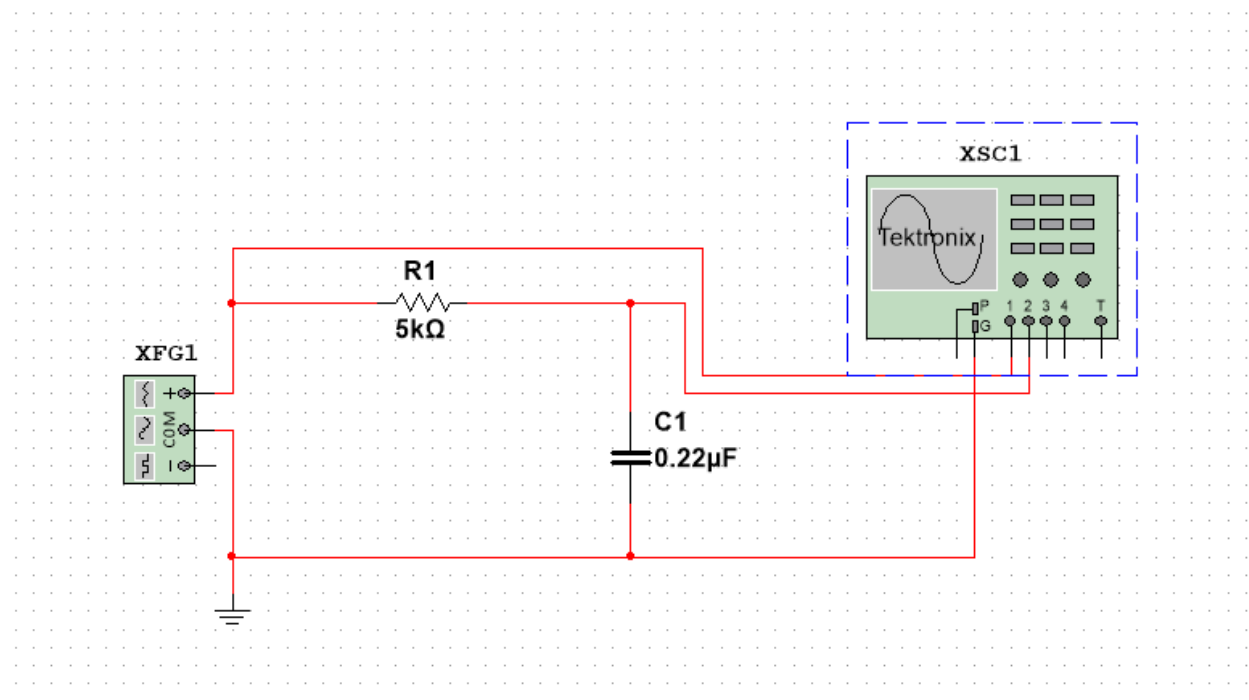 XSC1
Tektronix
P
G
1 2 3 4 T
R1
5kΩ
XFG1
+
COM
C1
0.22µF